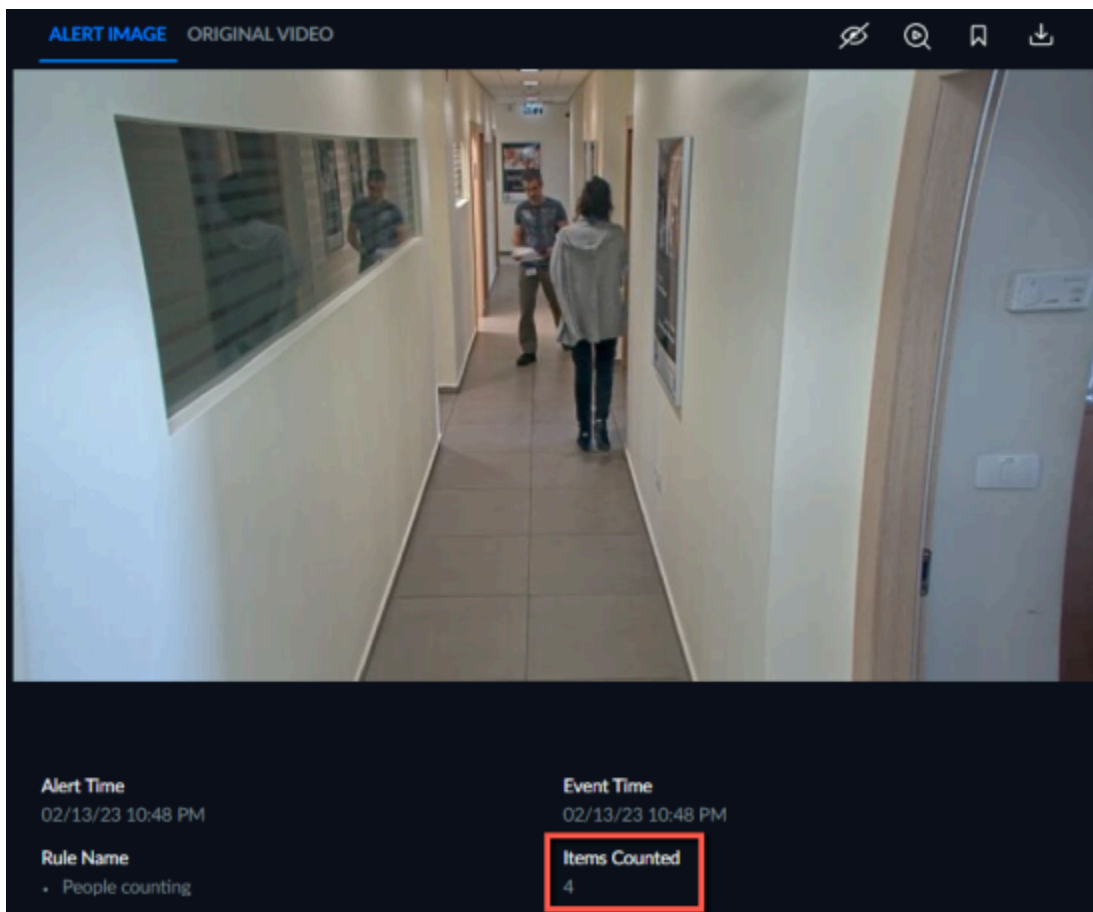 ALERT IMAGE ORIGINAL VIDEO
Alert Time
02/13/23 10:48 PM
Event Time
02/13/23 10:48 PM
Rule Name
• People counting
Items Counted
4